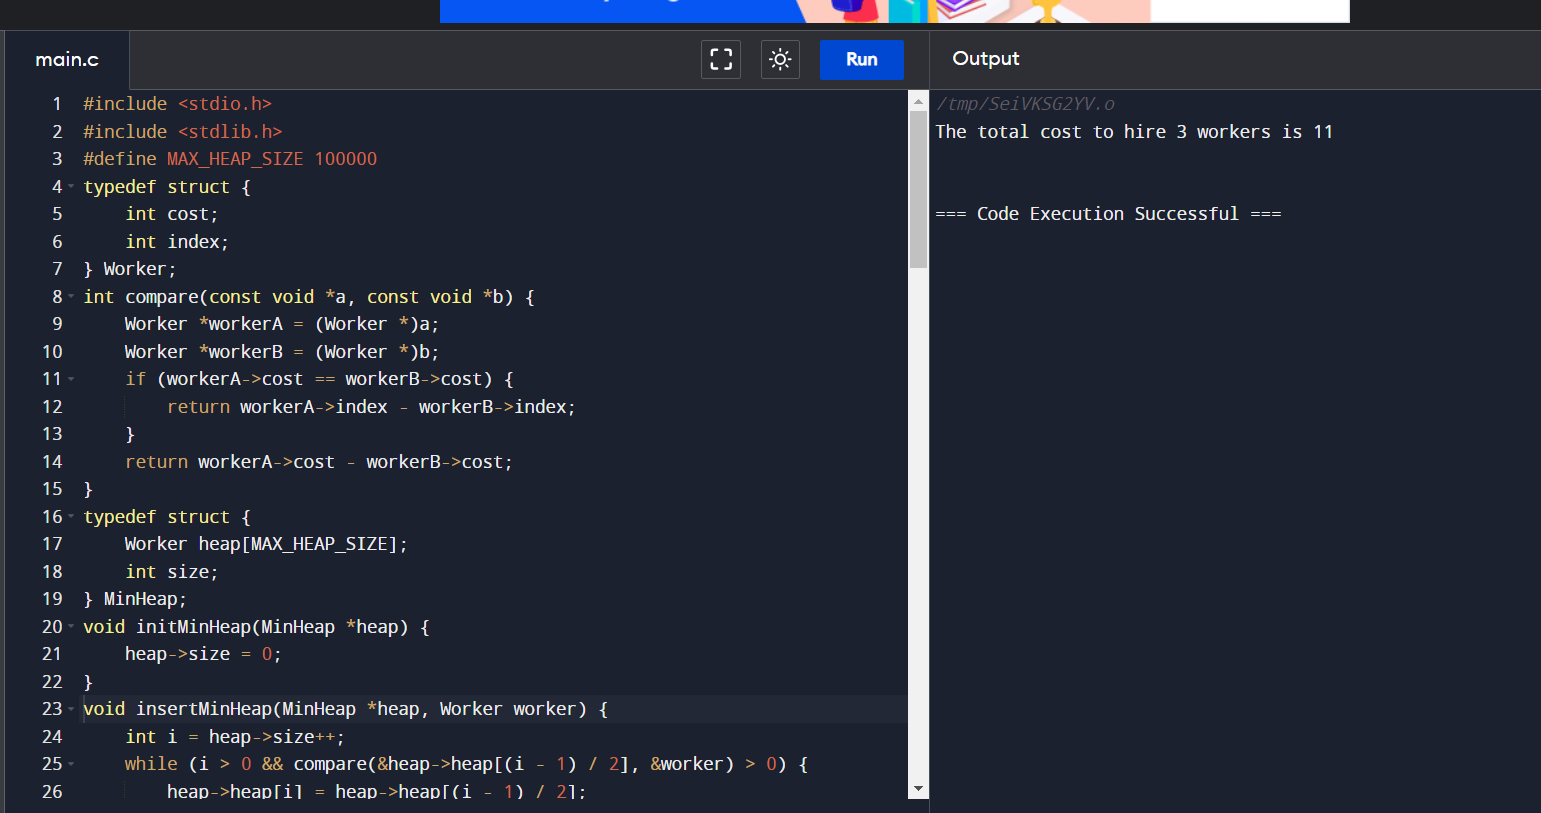 main.c
Run
Output
1 #include <stdio.h>
2 #include <stdlib.h>
3 #define MAX_HEAP_SIZE 100000
4 typedef struct {
5     int cost;
6     int index;
7 } Worker;
8 int compare(const void *a, const void *b) {
9     Worker *workerA = (Worker *)a;
10     Worker *workerB = (Worker *)b;
11     if (workerA->cost == workerB->cost) {
12         return workerA->index - workerB->index;
13     }
14     return workerA->cost - workerB->cost;
15 }
16 typedef struct {
17     Worker heap[MAX_HEAP_SIZE];
18     int size;
19 } MinHeap;
20 void initMinHeap(MinHeap *heap) {
21     heap->size = 0;
22 }
23 void insertMinHeap(MinHeap *heap, Worker worker) {
24     int i = heap->size++;
25     while (i > 0 && compare(&heap->heap[(i - 1) / 2], &worker) > 0) {
26         heap->heap[i] = heap->heap[(i - 1) / 2];
/tmp/SeiVKSG2YV.o
The total cost to hire 3 workers is 11
=== Code Execution Successful ===